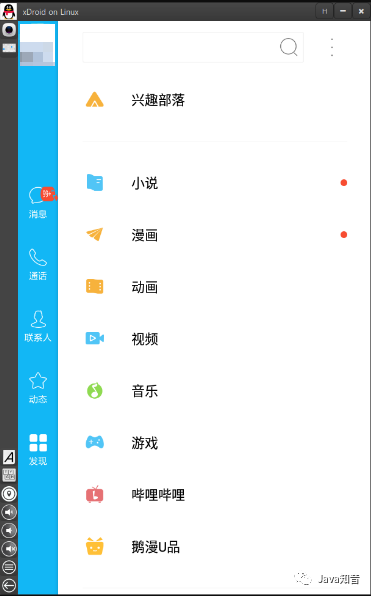 xDroid on Linux
兴趣部落
小说
漫画
动画
视频
音乐
游戏
哔哩哔哩
鹅漫U品
99+
消息
通话
联系人
动态
发现
Java知音